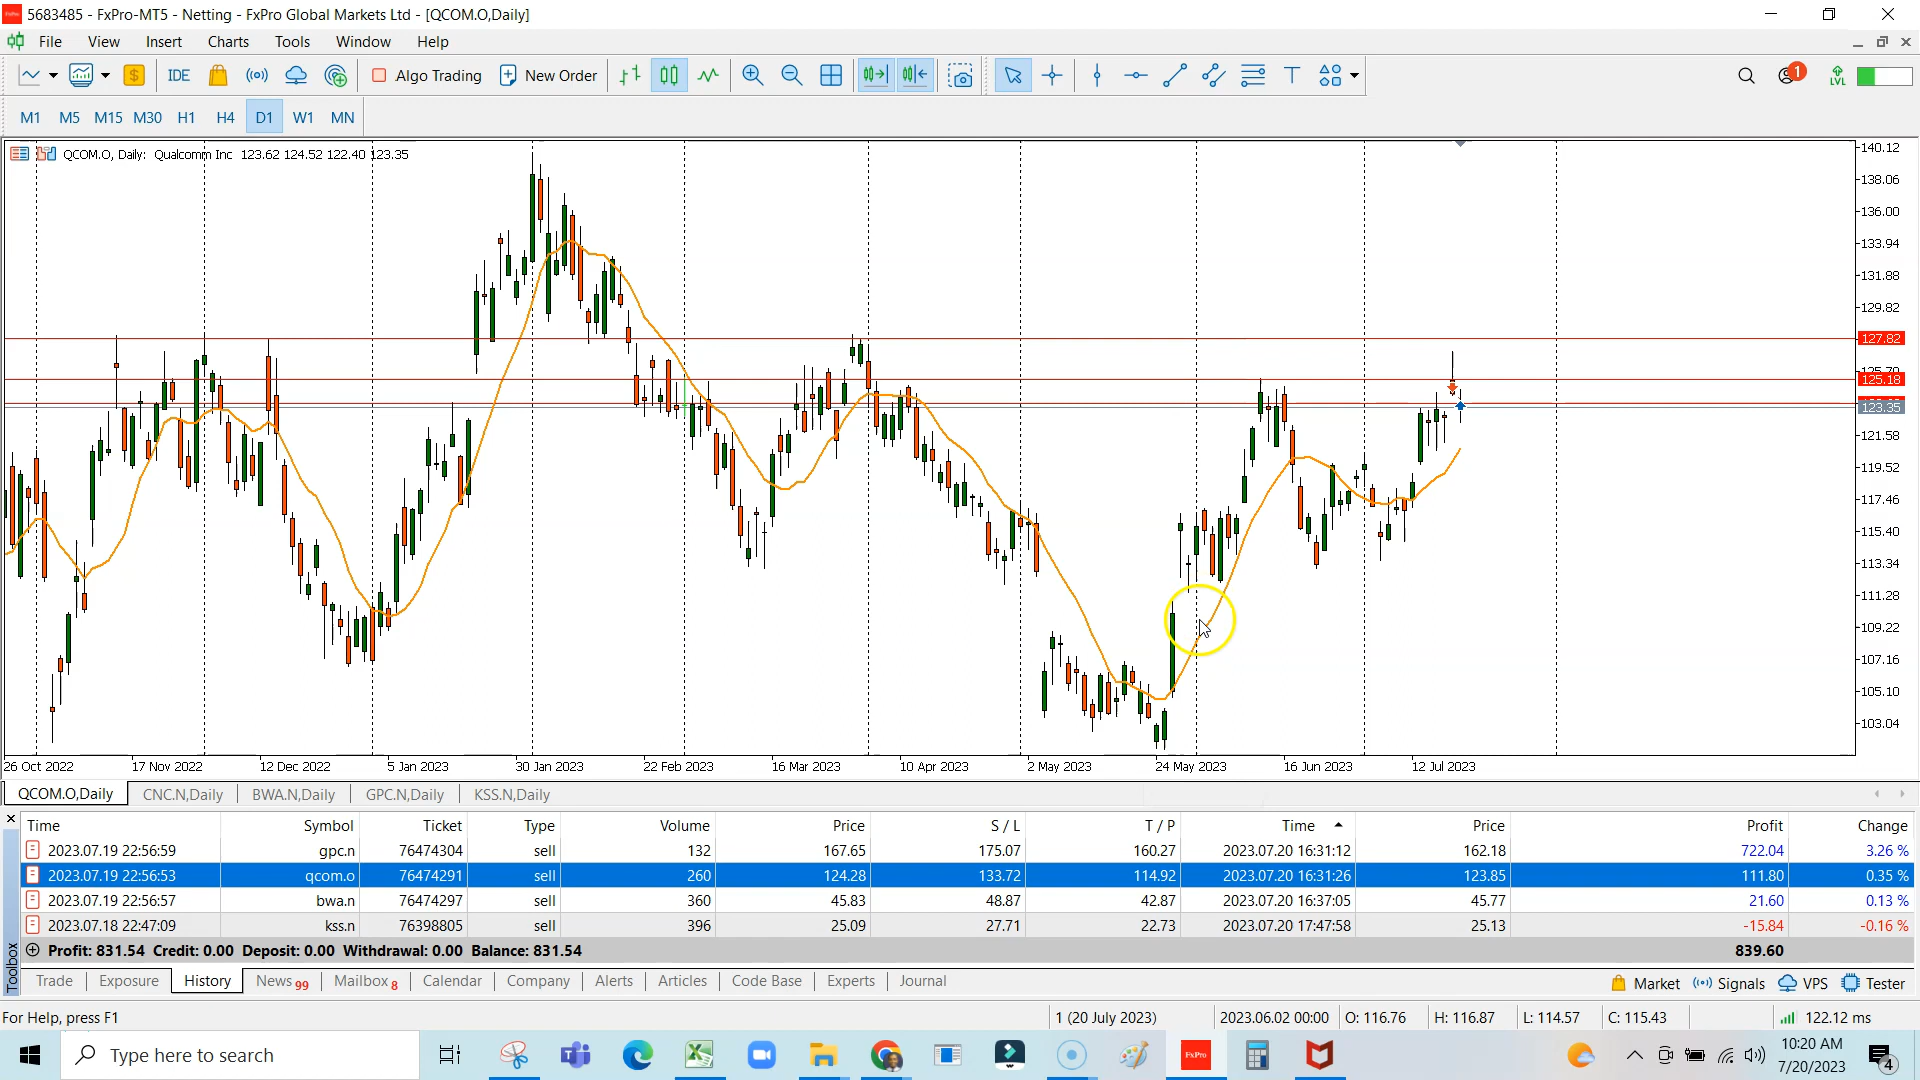 5683485 - FxPro-MT5 - Netting - FxPro Global Markets Ltd - [QCOM.O,Daily]
File View Insert Charts Tools Window Help
IDE Algo Trading New Order 1 LVL
M1 M5 M15 M30 H1 H4 D1 W1 MN
QCOM.O, Daily: Qualcomm Inc 123.62 124.52 122.40 123.35
140.12
138.06
136.00
133.94
131.88
129.82
127.82
125.18
123.35
121.58
119.52
117.46
115.40
113.34
111.28
109.22
107.16
105.10
103.04
26 Oct 2022 17 Nov 2022 12 Dec 2022 5 Jan 2023 30 Jan 2023 22 Feb 2023 16 Mar 2023 10 Apr 2023 2 May 2023 24 May 2023 16 Jun 2023 12 Jul 2023
QCOM.O,Daily CNC.N,Daily BWA.N,Daily GPC.N,Daily KSS.N,Daily
Time Symbol Ticket Type Volume Price S / L T / P Time Price Profit Change
2023.07.19 22:56:59 gpc.n 76474304 sell 132 167.65 175.07 160.27 2023.07.20 16:31:12 162.18 722.04 3.26 %
2023.07.19 22:56:53 qcom.o 76474291 sell 260 124.28 133.72 114.92 2023.07.20 16:31:26 123.85 111.80 0.35 %
2023.07.19 22:56:57 bwa.n 76474297 sell 360 45.83 48.87 42.87 2023.07.20 16:37:05 45.77 21.60 0.13 %
2023.07.18 22:47:09 kss.n 76398805 sell 396 25.09 27.71 22.73 2023.07.20 17:47:58 25.13 -15.84 -0.16 %
Profit: 831.54 Credit: 0.00 Deposit: 0.00 Withdrawal: 0.00 Balance: 831.54 839.60
Toolbox
Trade Exposure History News 99 Mailbox 8 Calendar Company Alerts Articles Code Base Experts Journal Market Signals VPS Tester
For Help, press F1 1 (20 July 2023) 2023.06.02 00:00 O: 116.76 H: 116.87 L: 114.57 C: 115.43 122.12 ms
Type here to search
FxPro
10:20 AM
7/20/2023
4